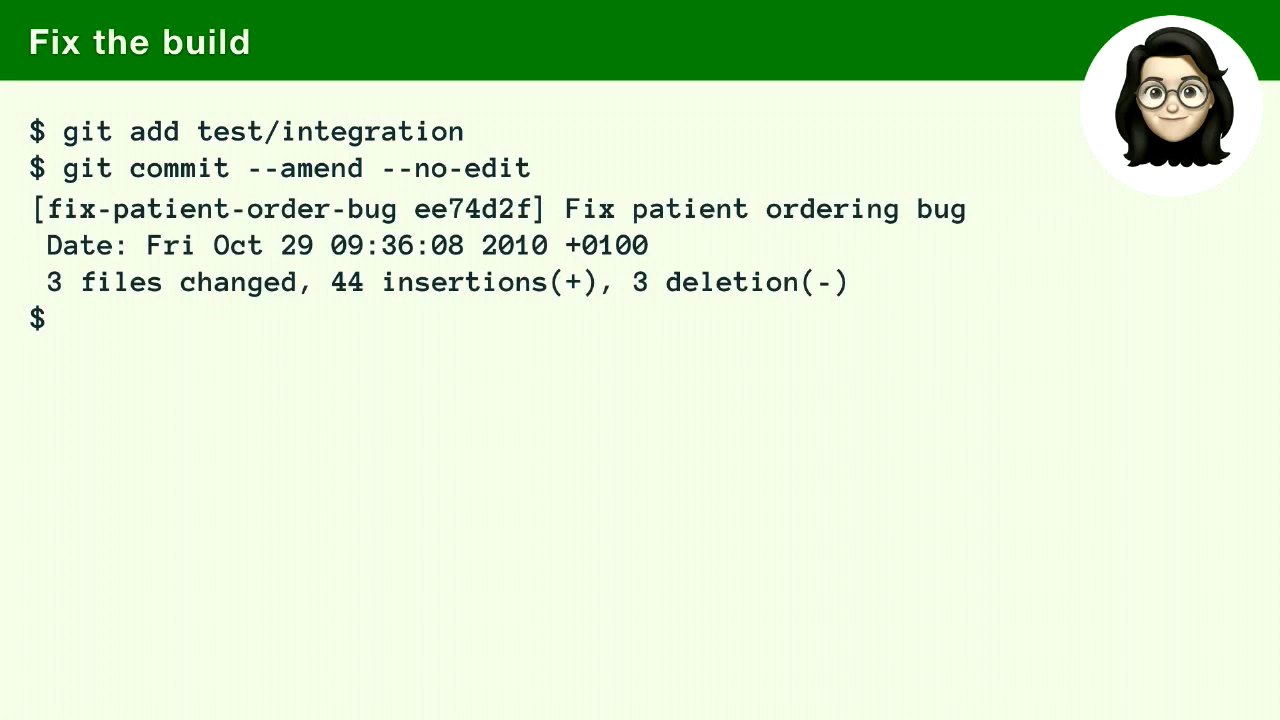 Fix the build
$ git add test/integration
$ git commit --amend --no-edit
[fix-patient-order-bug ee74d2f] Fix patient ordering bug
Date: Fri Oct 29 09:36:08 2010 +0100
3 files changed, 44 insertions(+), 3 deletion(-)
$